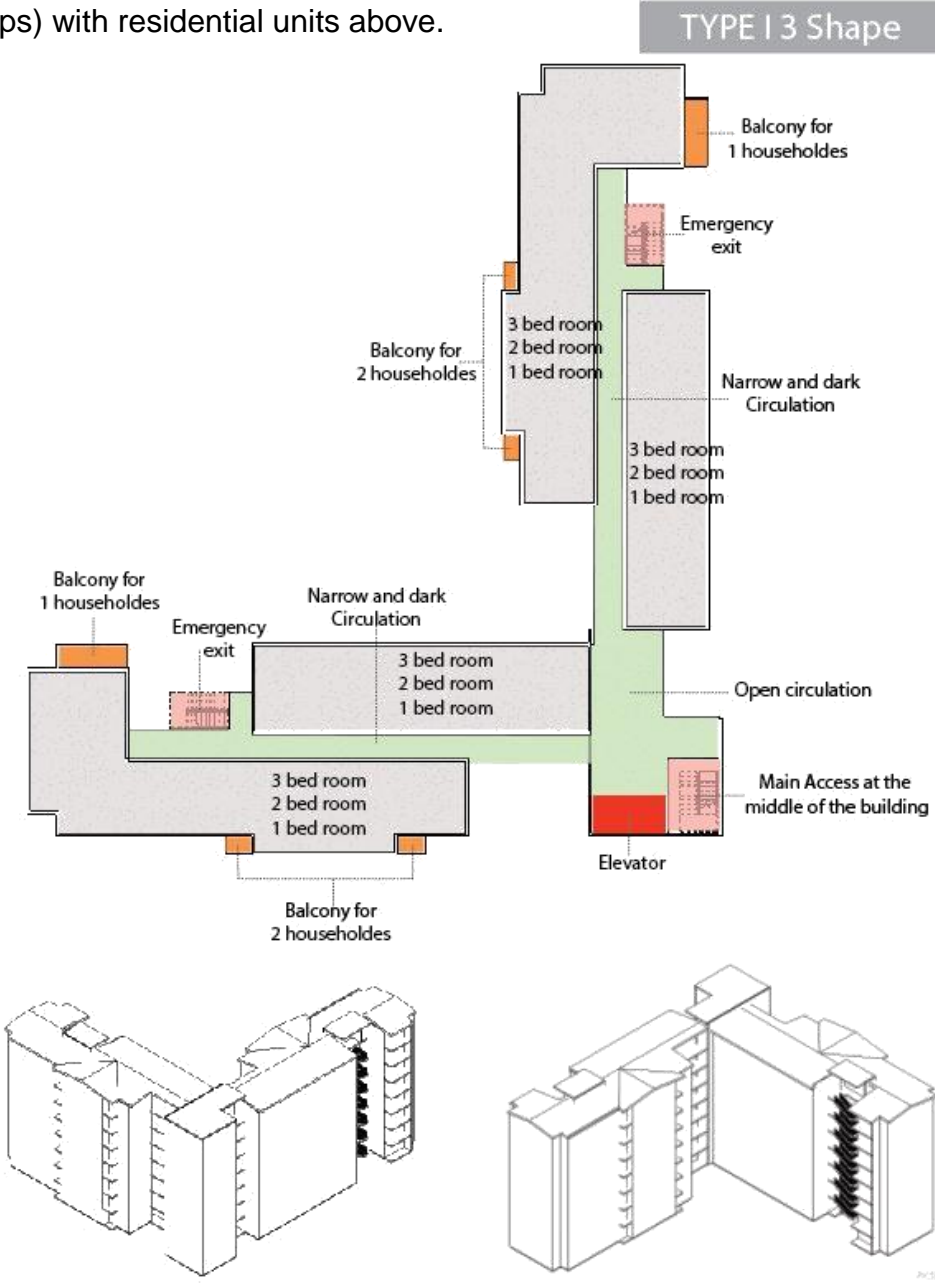 ps) with residential units above.
TYPE I 3 Shape
Balcony for
1 householdes
Emergency
exit
3 bed room
2 bed room
1 bed room
Balcony for
2 householdes
Narrow and dark
Circulation
3 bed room
2 bed room
1 bed room
Balcony for
1 householdes
Narrow and dark
Circulation
Emergency
exit
3 bed room
2 bed room
1 bed room
Open circulation
3 bed room
2 bed room
1 bed room
Main Access at the
middle of the building
Elevator
Balcony for
2 householdes